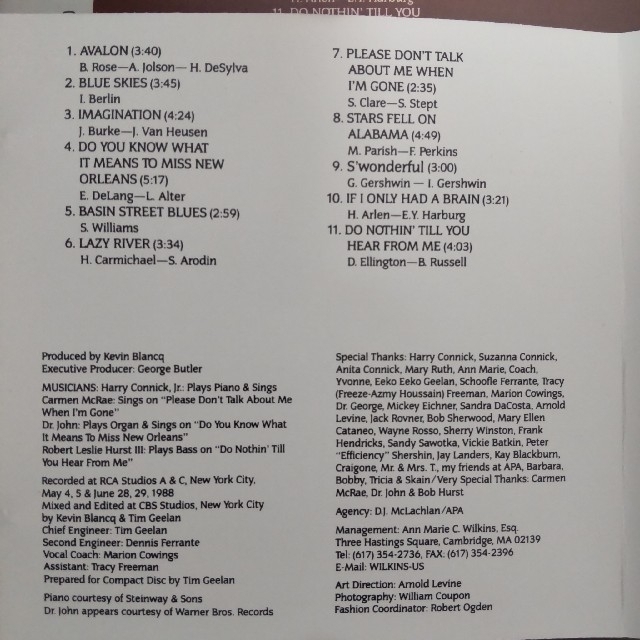 11. DO NOTHIN' TILL YOU
1. AVALON (3:40)
B. Rose—A. Jolson— H. DeSylva
2. BLUE SKIES (3:45)
I. Berlin
3. IMAGINATION (4:24)
J. Burke—J. Van Heusen
4. DO YOU KNOW WHAT
IT MEANS TO MISS NEW
ORLEANS (5:17)
E. DeLang—L. Alter
5. BASIN STREET BLUES (2:59)
S. Williams
6. LAZY RIVER (3:34)
H. Carmichael—S. Arodin
7. PLEASE DON'T TALK
ABOUT ME WHEN
I'M GONE (2:35)
S. Clare—S. Stept
8. STARS FELL ON
ALABAMA (4:49)
M. Parish—F. Perkins
9. S'wonderful (3:00)
G. Gershwin — I. Gershwin
10. IF I ONLY HAD A BRAIN (3:21)
H. Arlen—E.Y. Harburg
11. DO NOTHIN' TILL YOU
HEAR FROM ME (4:03)
D. Ellington—B. Russell
Produced by Kevin Blancq
Executive Producer: George Butler
MUSICIANS: Harry Connick, Jr.: Plays Piano & Sings
Carmen McRae: Sings on "Please Don't Talk About Me
When I'm Gone"
Dr. John: Plays Organ & Sings on "Do You Know What
It Means To Miss New Orleans"
Robert Leslie Hurst III: Plays Bass on "Do Nothin' Till
You Hear From Me"
Recorded at RCA Studios A & C, New York City,
May 4, 5 & June 28, 29, 1988
Mixed and Edited at CBS Studios, New York City
by Kevin Blancq & Tim Geelan
Chief Engineer: Tim Geelan
Second Engineer: Dennis Ferrante
Vocal Coach: Marion Cowings
Assistant: Tracy Freeman
Prepared for Compact Disc by Tim Geelan
Piano courtesy of Steinway & Sons
Dr. John appears courtesy of Warner Bros. Records
Special Thanks: Harry Connick, Suzanna Connick,
Anita Connick, Mary Ruth, Ann Marie, Coach,
Yvonne, Eeko Eeko Geelan, Schoofle Ferrante, Tracy
(Freeze-Azmy Houssain) Freeman, Marion Cowings,
Dr. George, Mickey Eichner, Sandra DaCosta, Arnold
Levine, Jack Rovner, Bob Sherwood, Mary Ellen
Cataneo, Wayne Rosso, Sherry Winston, Frank
Hendricks, Sandy Sawotka, Vickie Batkin, Peter
"Efficiency" Shershin, Jay Landers, Kay Blackburn,
Craigone, Mr. & Mrs. T., my friends at APA, Barbara,
Bobby, Tricia & Skain/Very Special Thanks: Carmen
McRae, Dr. John & Bob Hurst
Agency: D.J. McLachlan/APA
Management: Ann Marie C. Wilkins, Esq.
Three Hastings Square, Cambridge, MA 02139
Tel: (617) 354-2736, FAX: (617) 354-2396
E-Mail: WILKINS-US
Art Direction: Arnold Levine
Photography: William Coupon
Fashion Coordinator: Robert Ogden